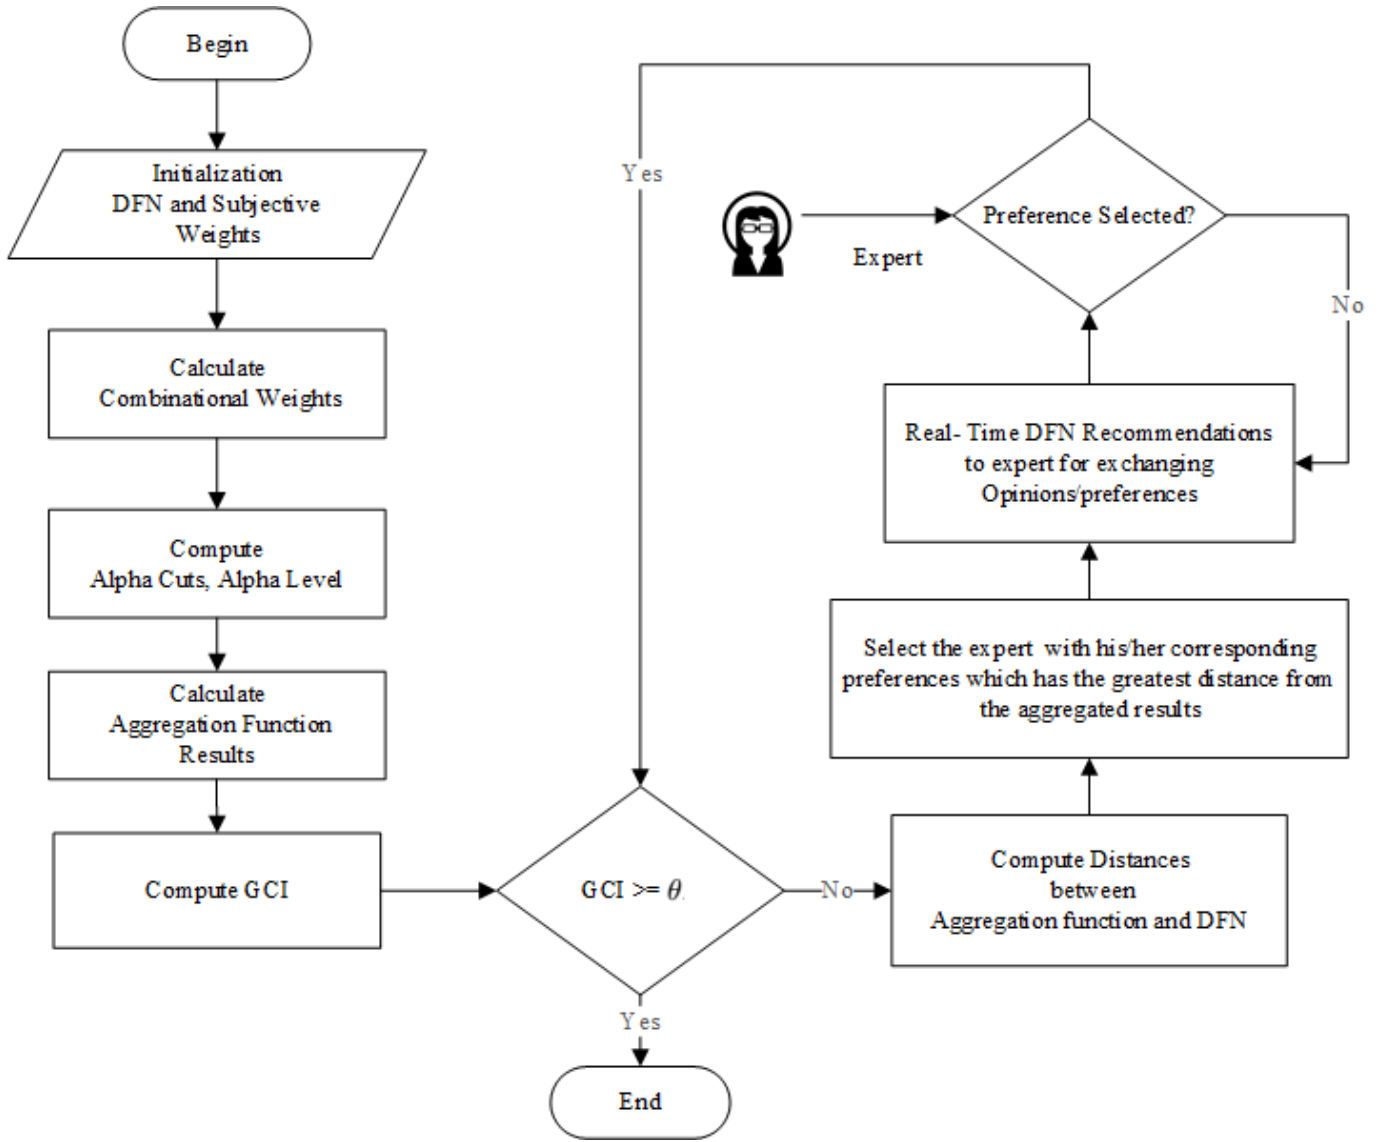 Begin
Initialization
DFN and Subjective
Weights
Calculate
Combinational Weights
Compute
Alpha Cuts, Alpha Level
Calculate
Aggregation Function
Results
Compute GCI
GCI >= θ
Yes
End
No
Compute Distances
between
Aggregation function and DFN
Select the expert with his/her corresponding
preferences which has the greatest distance from
the aggregated results
Real- Time DFN Recommendations
to expert for exchanging
Opinions/preferences
Preference Selected?
Expert
No
Yes